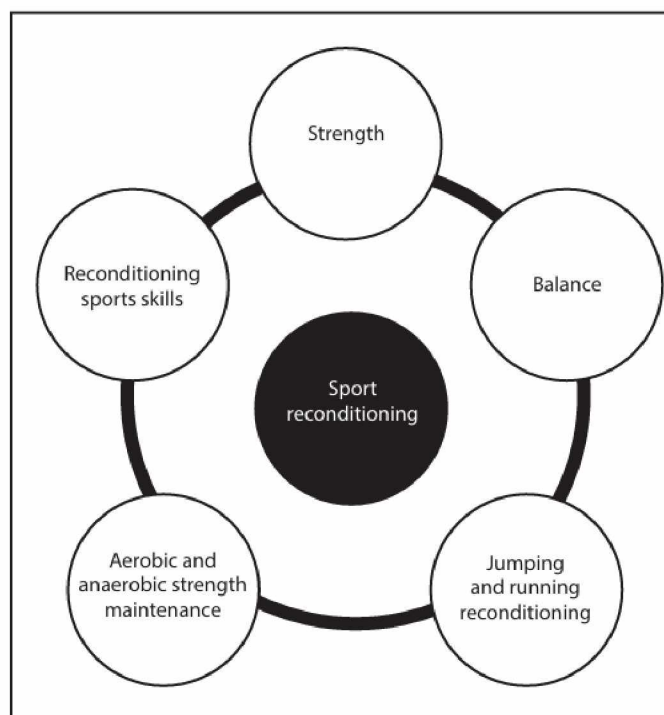 Strength
Balance
Jumping
and running
reconditioning
Aerobic and
anaerobic strength
maintenance
Reconditioning
sports skills
Sport
reconditioning